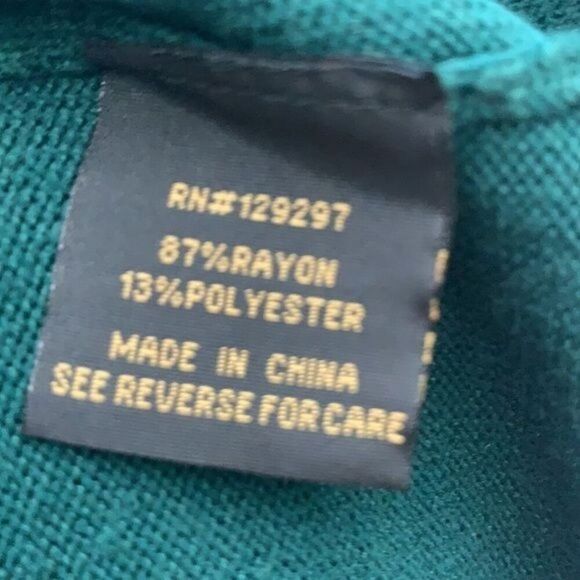 RN#129297
87%RAYON
13%POLYESTER
MADE IN CHINA
SEE REVERSE FOR CARE